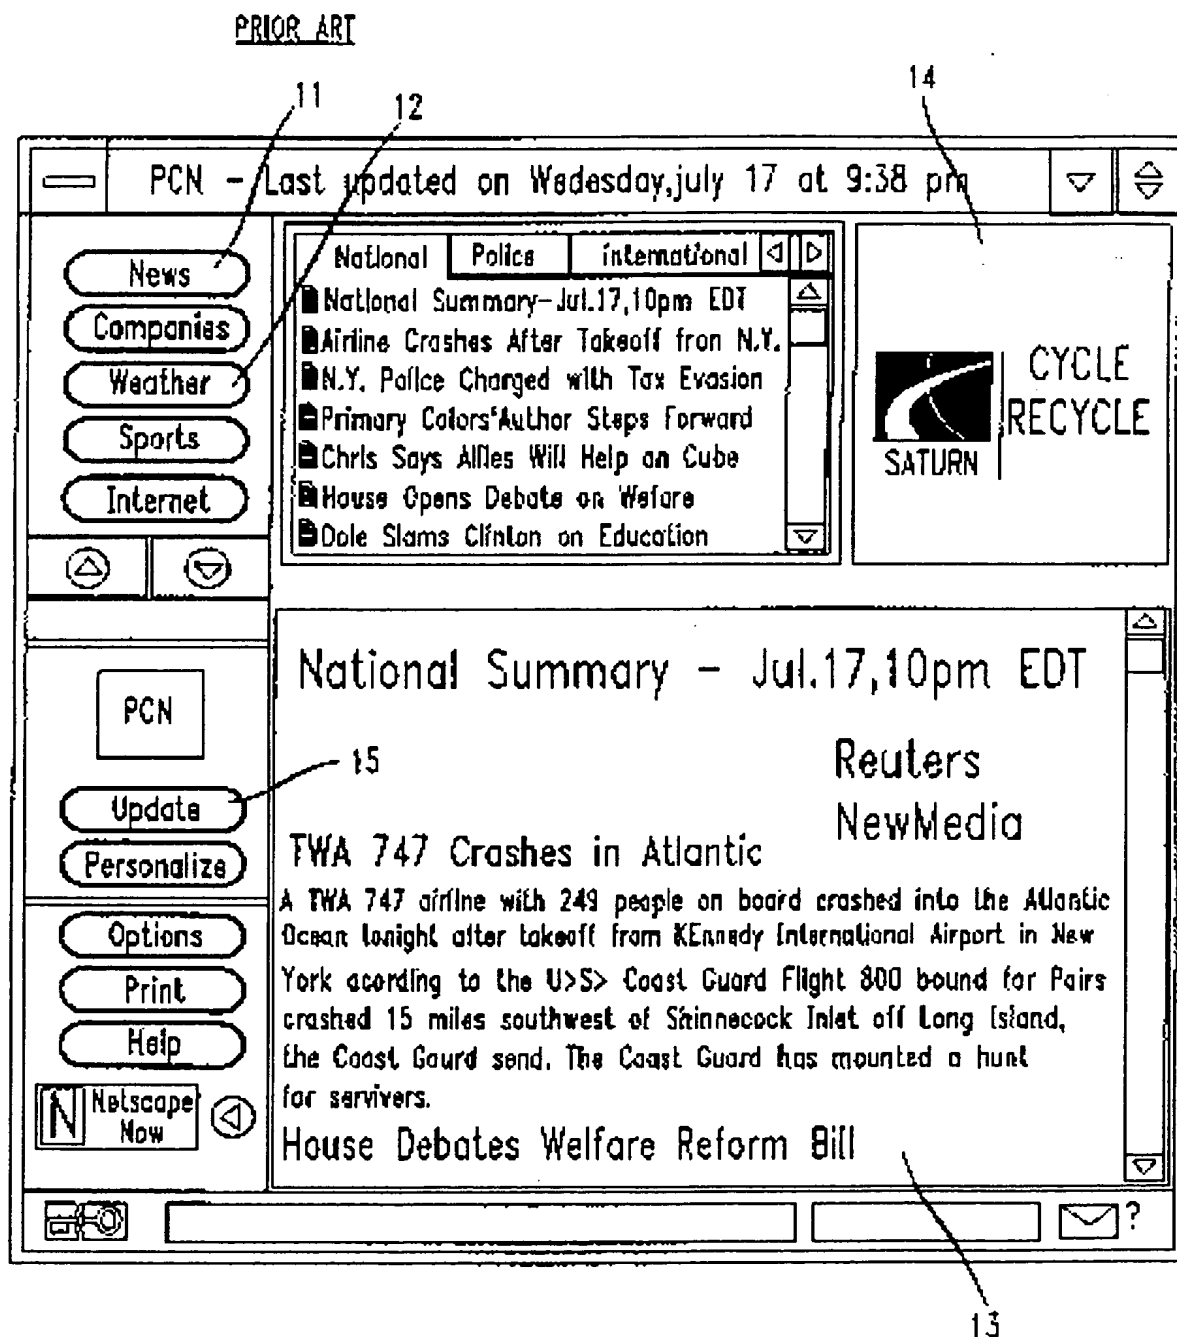 PRIOR ART
11
12
14
PCN - Last updated on Wadesday,july 17 at 9:38 pm
News
Companies
Weather
Sports
Internet
National Police international
National Summary-Jul.17,10pm EDT
Airline Crashes After Takeoff fron N.Y.
N.Y. Police Charged with Tax Evasion
Primary Colors'Author Steps Forward
Chris Says Allies Will Help on Cube
House Opens Debate on Wefare
Dole Slams Clinton on Education
CYCLE
RECYCLE
SATURN
PCN
15
Update
Personalize
Options
Print
Help
N Netscape
Now
National Summary - Jul.17,10pm EDT
Reuters
NewMedia
TWA 747 Crashes in Atlantic
A TWA 747 airline with 249 people on board crashed into the Atlantic
Ocean tonight after takeoff from KEnnedy International Airport in New
York acording to the U>S> Coast Guard Flight 800 bound for Pairs
crashed 15 miles southwest of Shinnecock Inlet off Long Island,
the Coast Gaurd send. The Coast Guard has mounted a hunt
for servivers.
House Debates Welfare Reform Bill
?
13